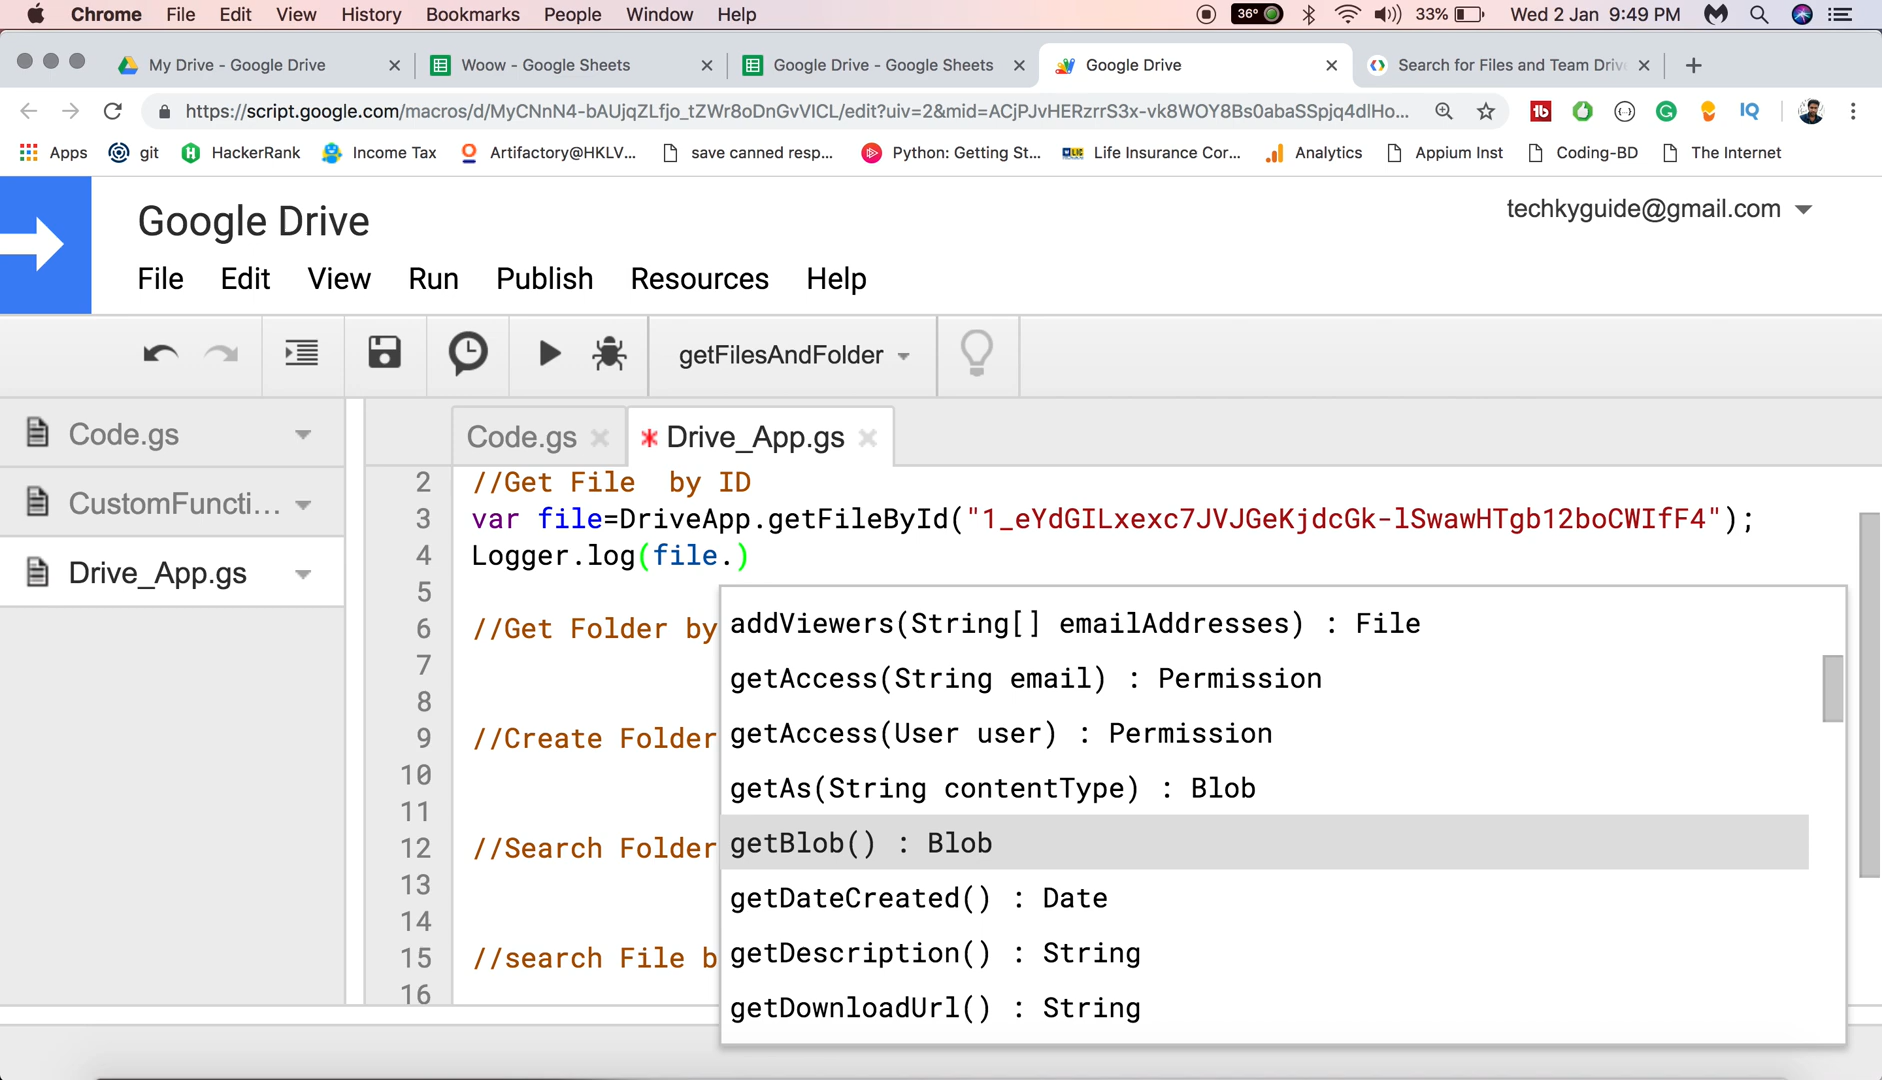 Chrome File Edit View History Bookmarks People Window Help 36° 33% Wed 2 Jan 9:49 PM
My Drive - Google Drive Woow - Google Sheets Google Drive - Google Sheets Google Drive Search for Files and Team Driv
https://script.google.com/macros/d/MyCNnN4-bAUjqZLfjo_tZWr8oDnGvVICL/edit?uiv=2&mid=ACjPJvHERzrrS3x-vk8WOY8Bs0abaSSpjq4dlHo... 1b IQ
Apps git HackerRank Income Tax Artifactory@HKLV... save canned resp... Python: Getting St... LIC Life Insurance Cor... Analytics Appium Inst Coding-BD The Internet
Google Drive techkyguide@gmail.com
File Edit View Run Publish Resources Help
getFilesAndFolder
Code.gs
CustomFuncti...
Drive_App.gs
Code.gs * Drive_App.gs
2 //Get File  by ID
3 var file=DriveApp.getFileById("1_eYdGILxexc7JVJGeKjdcGk-lSwawHTgb12boCWIfF4");
4 Logger.log(file.)
5
6 //Get Folder by
7
8
9 //Create Folder
10
11
12 //Search Folder
13
14
15 //search File b
16
addViewers(String[] emailAddresses) : File
getAccess(String email) : Permission
getAccess(User user) : Permission
getAs(String contentType) : Blob
getBlob() : Blob
getDateCreated() : Date
getDescription() : String
getDownloadUrl() : String